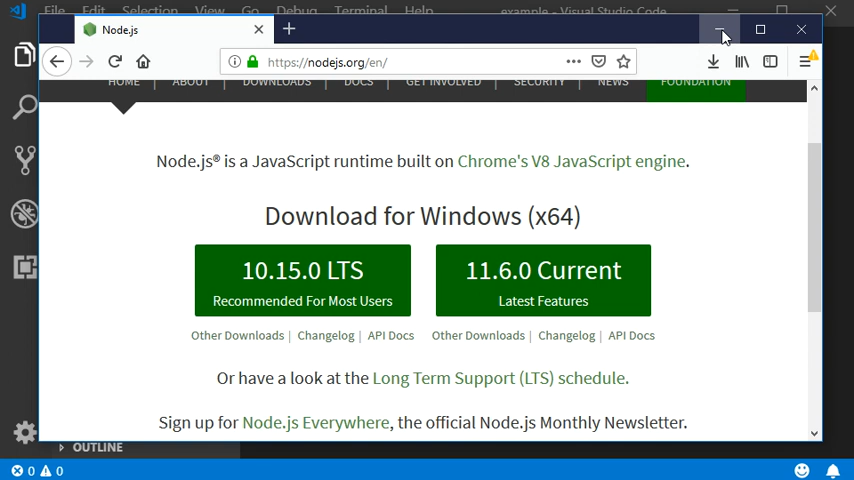 File Edit Selection View Go Debug Terminal Help example - Visual Studio Code
Node.js
https://nodejs.org/en/
HOME | ABOUT | DOWNLOADS | DOCS | GET INVOLVED | SECURITY | NEWS | FOUNDATION
Node.js® is a JavaScript runtime built on Chrome's V8 JavaScript engine.
Download for Windows (x64)
10.15.0 LTS
Recommended For Most Users
11.6.0 Current
Latest Features
Other Downloads | Changelog | API Docs
Other Downloads | Changelog | API Docs
Or have a look at the Long Term Support (LTS) schedule.
Sign up for Node.js Everywhere, the official Node.js Monthly Newsletter.
OUTLINE
0 0